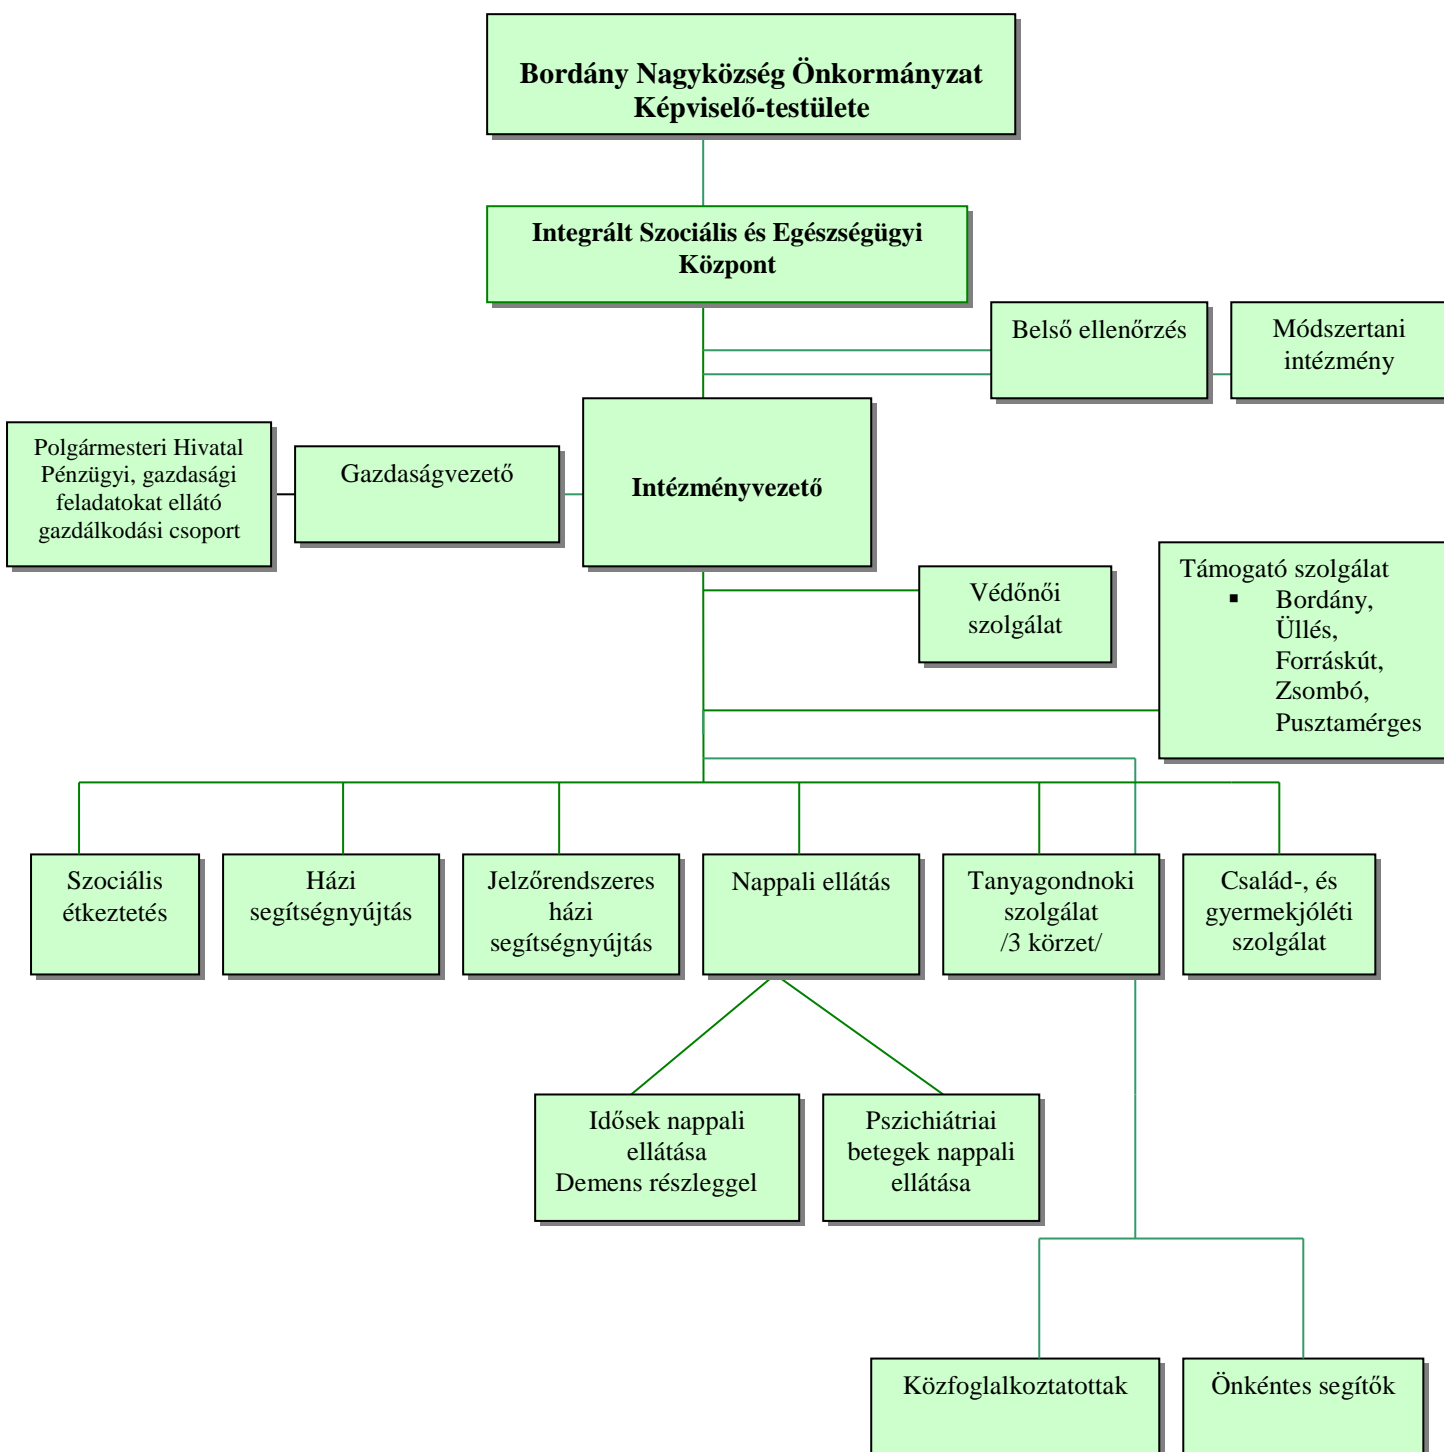 Bordány Nagyközség Önkormányzat
Képviselő-testülete
Integrált Szociális és Egészségügyi
Központ
Belső ellenőrzés
Módszertani
intézmény
Polgármesteri Hivatal
Pénzügyi, gazdasági
feladatokat ellátó
gazdálkodási csoport
Gazdaságvezető
Intézményvezető
Védőnői
szolgálat
Támogató szolgálat
▪ Bordány,
Üllés,
Forráskút,
Zsombó,
Pusztamérges
Szociális
étkeztetés
Házi
segítségnyújtás
Jelzőrendszeres
házi
segítségnyújtás
Nappali ellátás
Tanyagondnoki
szolgálat
/3 körzet/
Család-, és
gyermekjóléti
szolgálat
Idősek nappali
ellátása
Demens részleggel
Pszichiátriai
betegek nappali
ellátása
Közfoglalkoztatottak
Önkéntes segítők